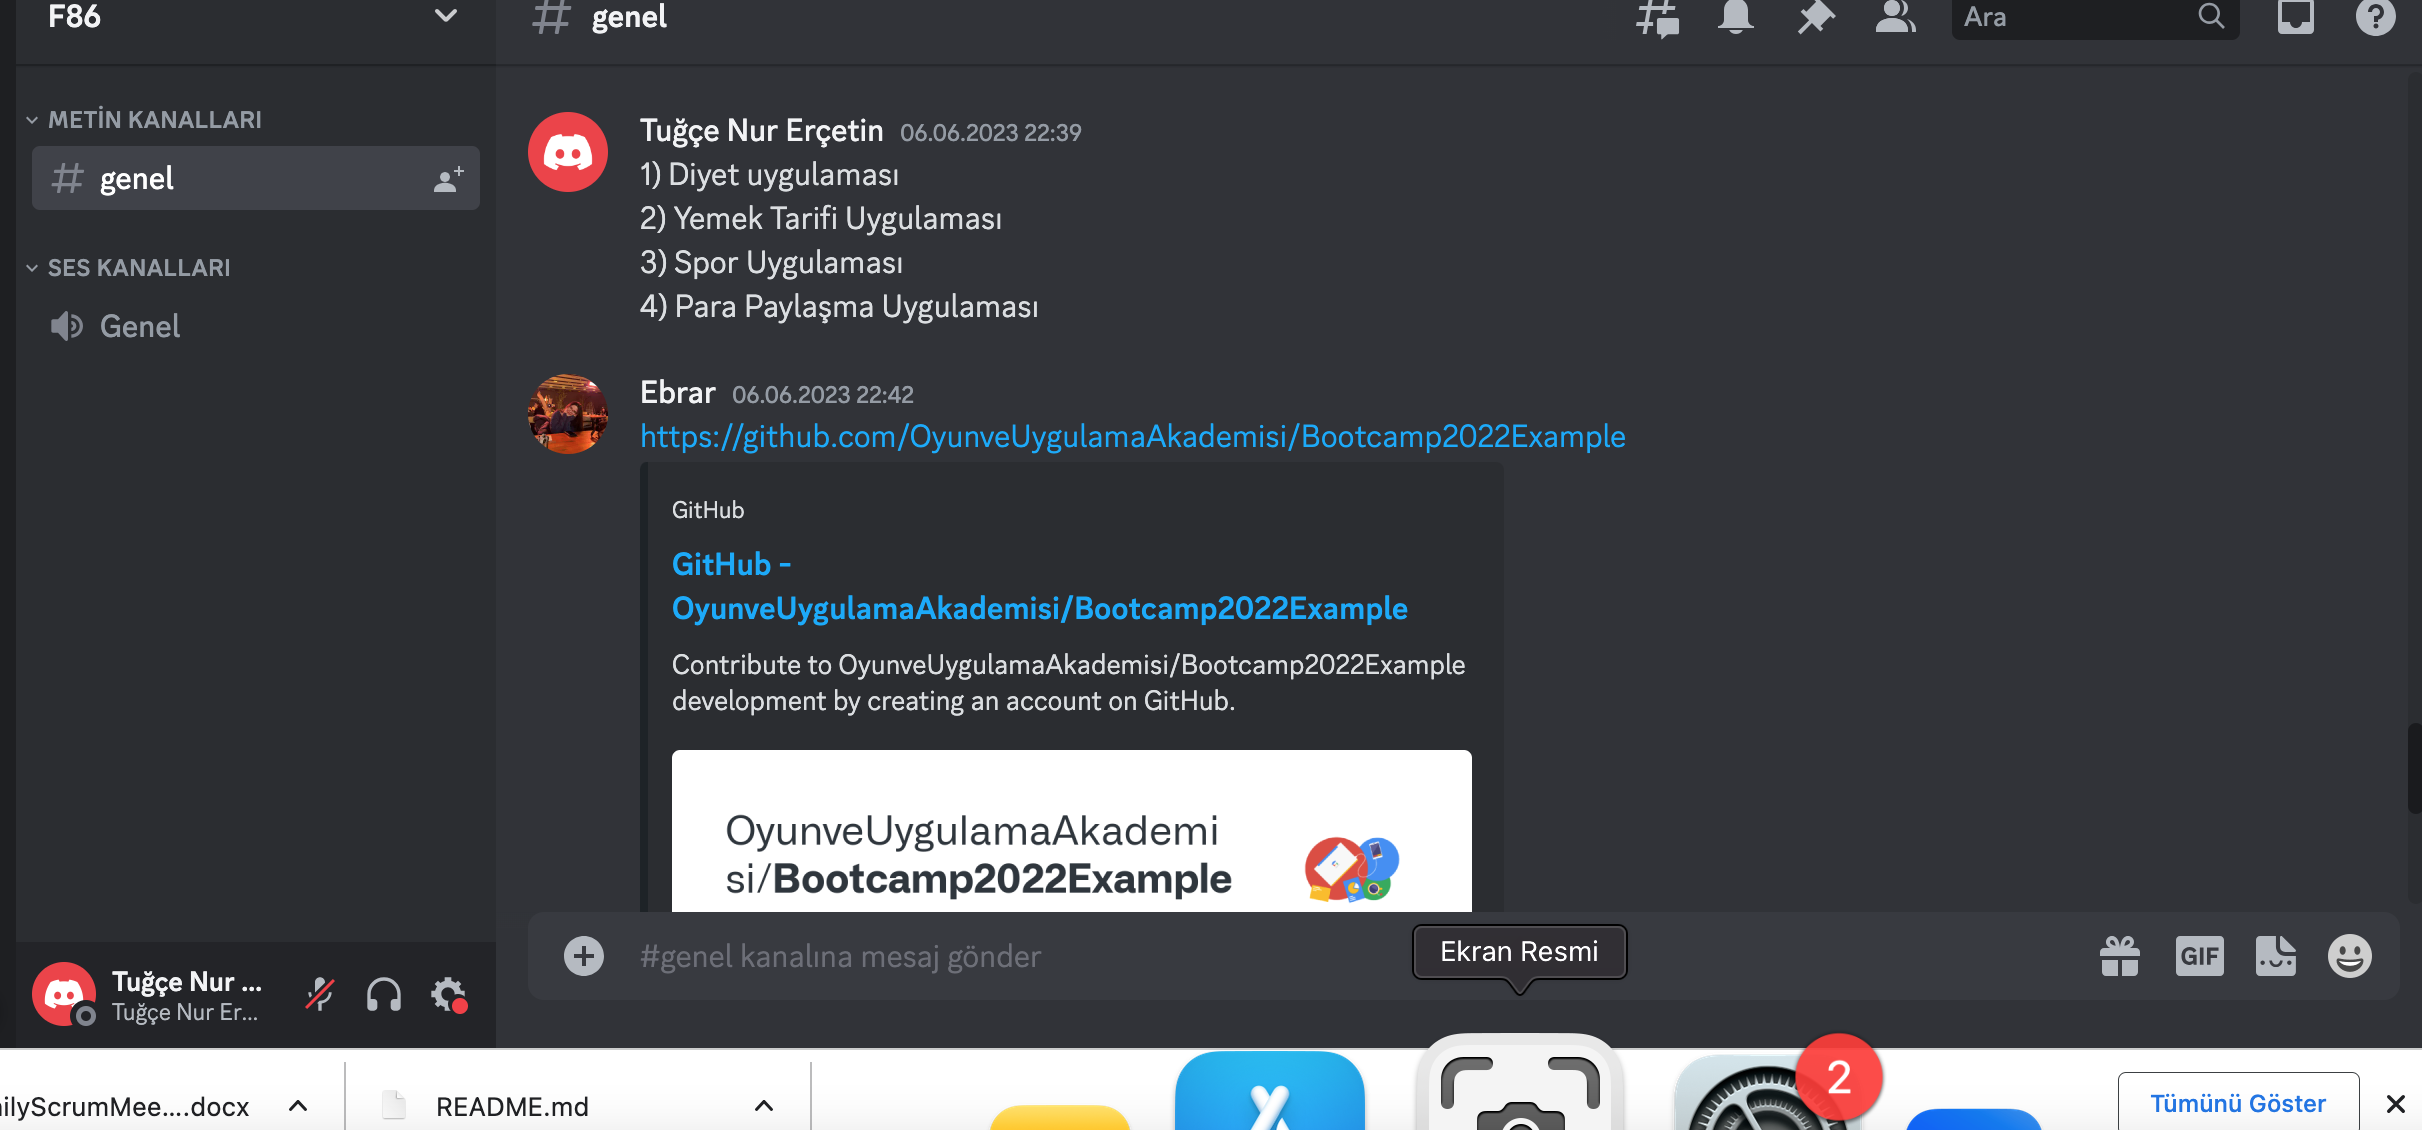 F86
genel
Ara
METİN KANALLARI
genel
SES KANALLARI
Genel
Tuğçe Nur Erçetin 06.06.2023 22:39
1) Diyet uygulaması
2) Yemek Tarifi Uygulaması
3) Spor Uygulaması
4) Para Paylaşma Uygulaması
Ebrar 06.06.2023 22:42
https://github.com/OyunveUygulamaAkademisi/Bootcamp2022Example
GitHub
GitHub -
OyunveUygulamaAkademisi/Bootcamp2022Example
Contribute to OyunveUygulamaAkademisi/Bootcamp2022Example
development by creating an account on GitHub.
OyunveUygulamaAkademi
si/Bootcamp2022Example
#genel kanalına mesaj gönder
Ekran Resmi
GIF
Tuğçe Nur ...
Tuğçe Nur Er...
ilyScrumMee....docx
README.md
2
Tümünü Göster